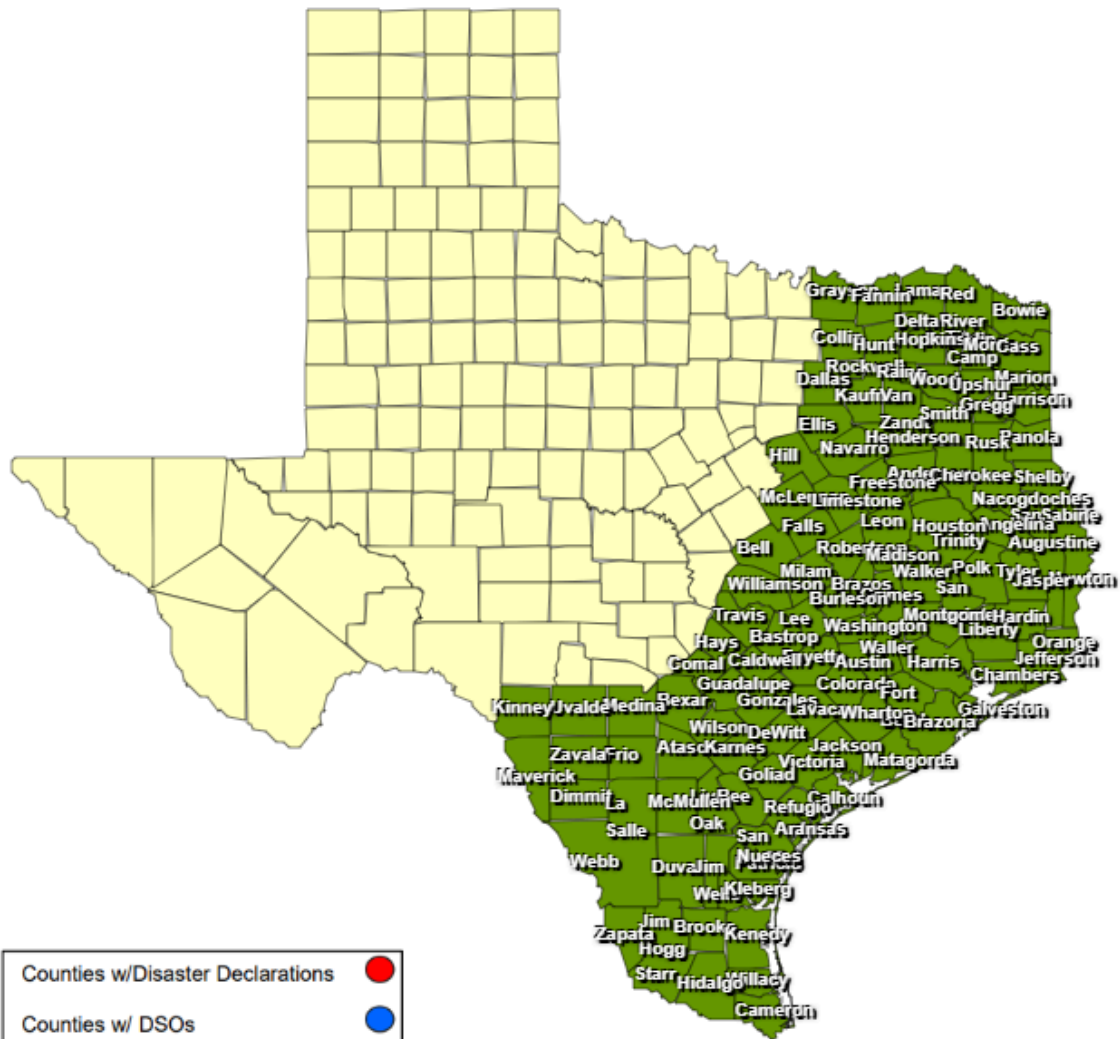 Grayson
Fannin
Lamar
Red
River
Bowie
Collin
Hunt
Delta
Hopkins
Cass
Camp
Rockwall
Dallas
Wood
Upshur
Marion
Harrison
Van
Zandt
Smith
Gregg
Ellis
Henderson
Rusk
Panola
Navarro
Hill
Cherokee
Shelby
Freestone
McLennan
Limestone
Nacogdoches
Sabine
Leon
Houston
Angelina
Falls
Trinity
Augustine
Bell
Robertson
Madison
Milam
Walker
Polk
Tyler
Jasper
Newton
Williamson
Brazos
Burleson
Grimes
San
Travis
Lee
Washington
Montgomery
Hardin
Liberty
Hays
Bastrop
Waller
Orange
Comal
Caldwell
Fayette
Austin
Harris
Jefferson
Chambers
Guadalupe
Colorado
Fort
Kinney
Uvalde
Medina
Bexar
Gonzales
Lavaca
Wharton
Brazoria
Galveston
Wilson
DeWitt
Zavala
Frio
Karnes
Jackson
Victoria
Matagorda
Maverick
Goliad
Dimmit
La
Salle
McMullen
Bee
Oak
Refugio
Calhoun
San
Aransas
Webb
Duval
Jim
Wells
Nueces
Kleberg
Zapata
Jim
Hogg
Brooks
Kenedy
Starr
Hidalgo
Willacy
Cameron
Counties w/Disaster Declarations
Counties w/ DSOs